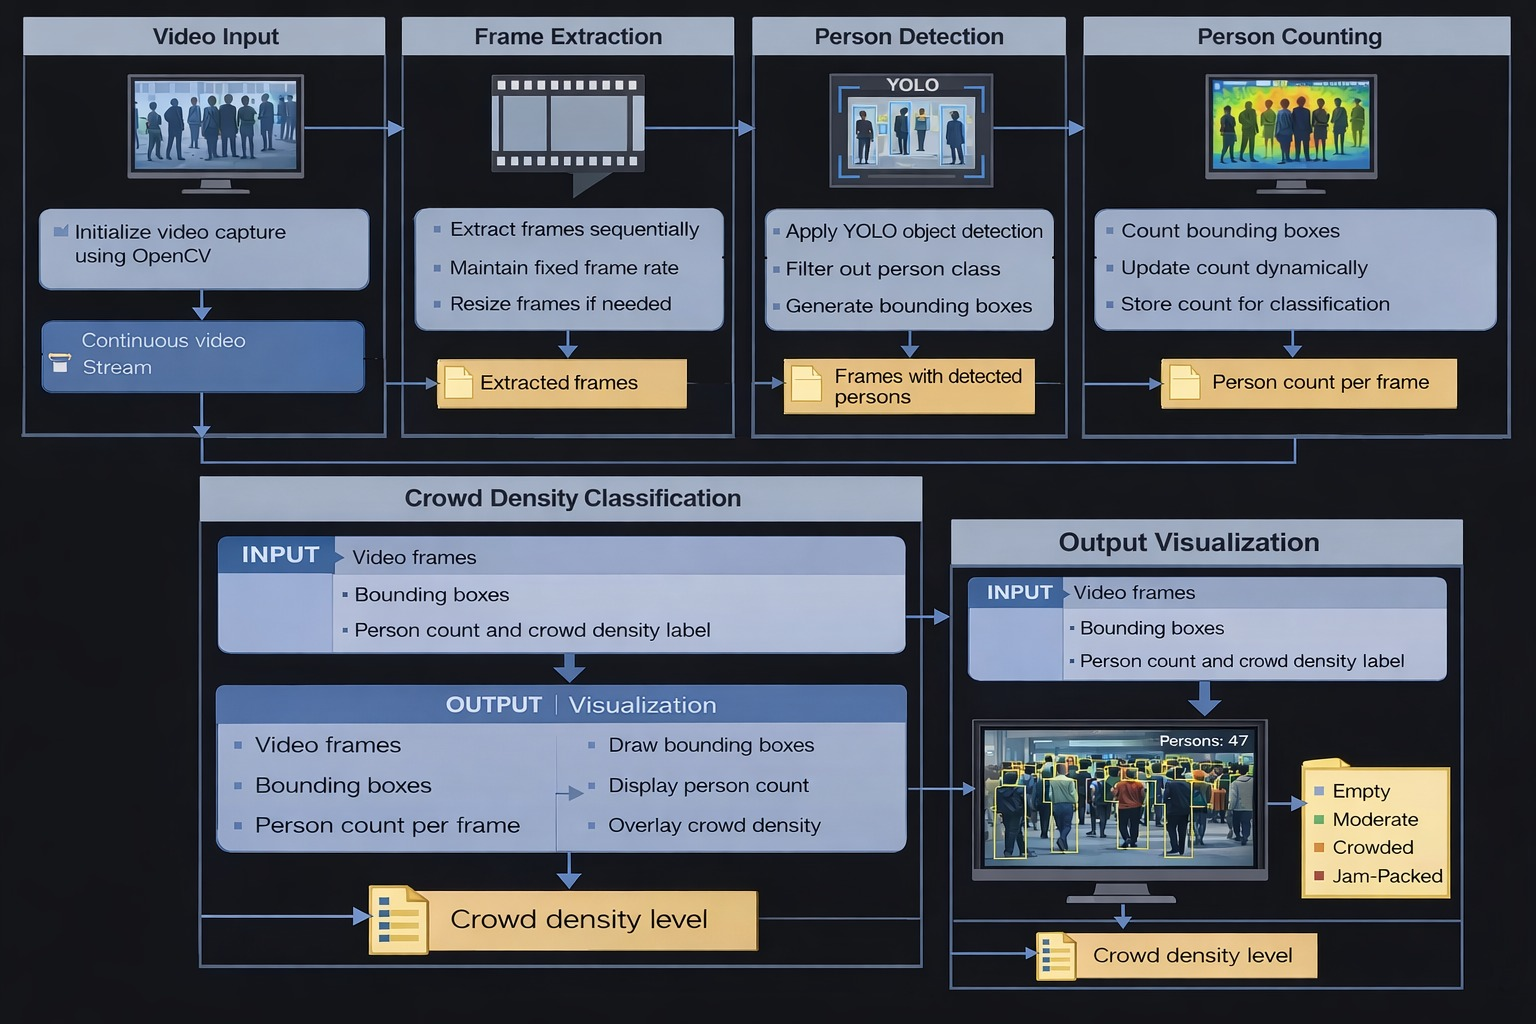 Video Input
Initialize video capture
using OpenCV
Continuous video
Stream
Frame Extraction
Extract frames sequentially
Maintain fixed frame rate
Resize frames if needed
Extracted frames
Person Detection
YOLO
Apply YOLO object detection
Filter out person class
Generate bounding boxes
Frames with detected
persons
Person Counting
Count bounding boxes
Update count dynamically
Store count for classification
Person count per frame
Crowd Density Classification
INPUT Video frames
Bounding boxes
Person count and crowd density label
OUTPUT | Visualization
Video frames
Bounding boxes
Person count per frame
Draw bounding boxes
Display person count
Overlay crowd density
Crowd density level
Output Visualization
INPUT Video frames
Bounding boxes
Person count and crowd density label
Persons: 47
Empty
Moderate
Crowded
Jam-Packed
Crowd density level